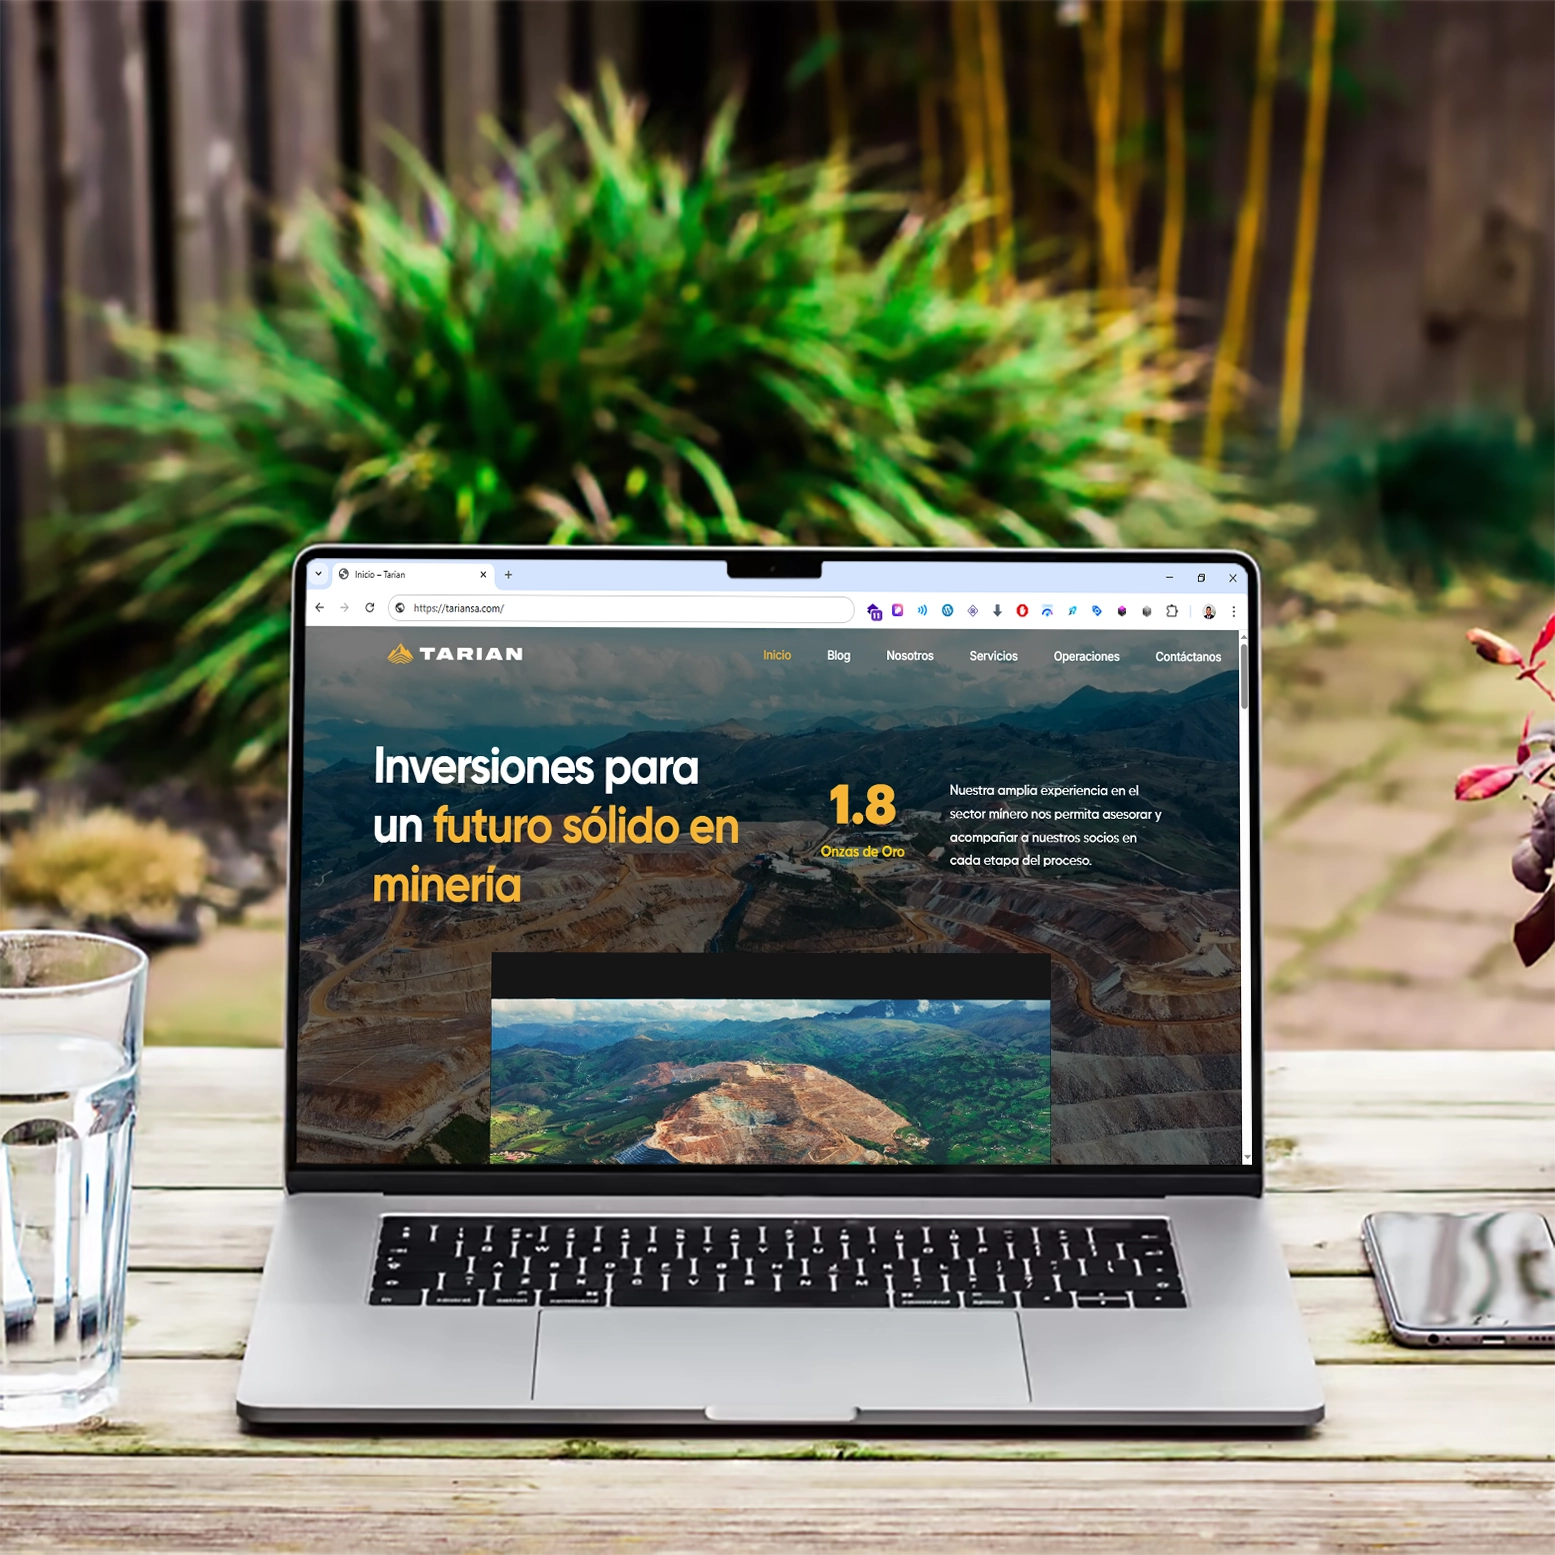 Inicio – Tarian
https://tariansa.com/
11
TARIAN
Inicio
Blog
Nosotros
Servicios
Operaciones
Contáctanos
Inversiones para
un futuro sólido en
minería
1.8
Onzas de Oro
Nuestra amplia experiencia en el
sector mínero nos permita asesorar y
acompañar a nuestros socios en
cada etapa del proceso.